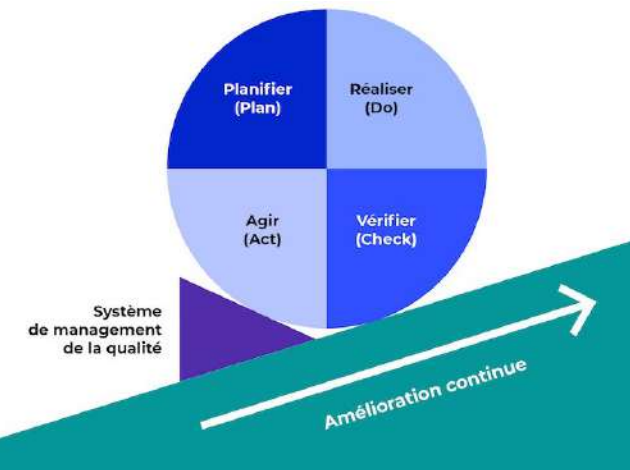 Planifier
(Plan)
Réaliser
(Do)
Agir
(Act)
Vérifier
(Check)
Système
de management
de la qualité
Amélioration continue